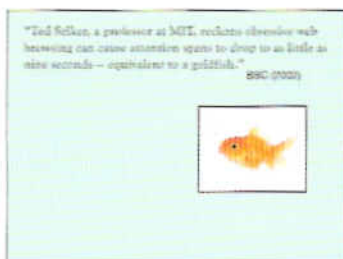 "Ted Selker, a professor at MIT, reckons obsessive web
browsing can cause attention spans to drop to as little as
nine seconds – equivalent to a goldfish."
BBC (2002)